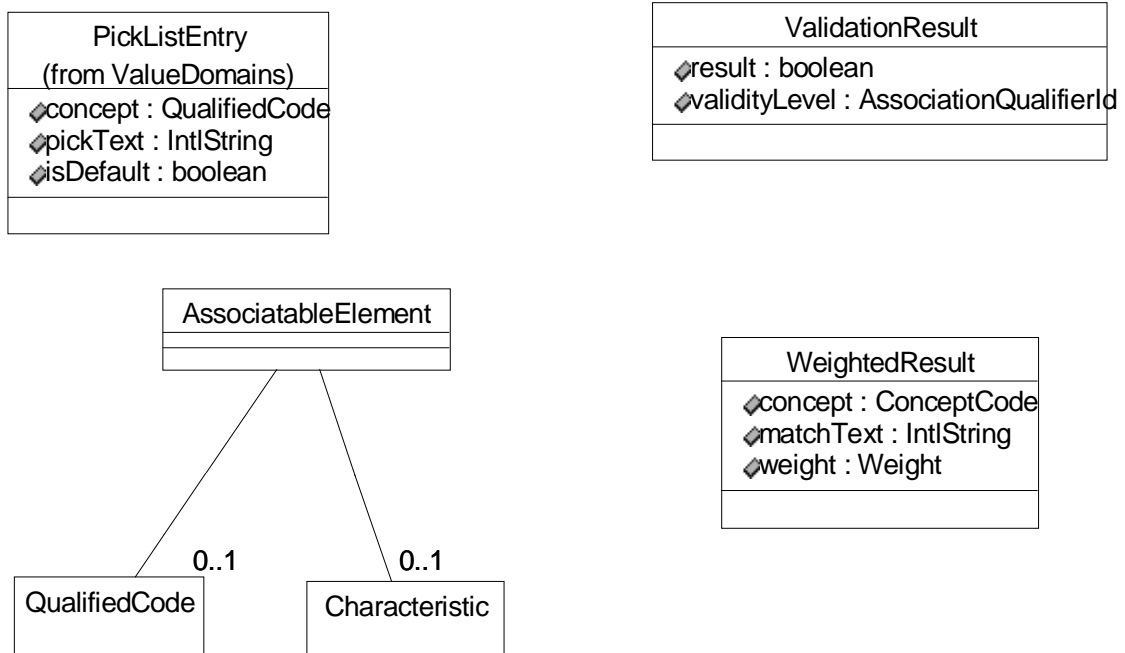 PickListEntry
(from ValueDomains)
concept : QualifiedCode
pickText : IntlString
isDefault : boolean
ValidationResult
result : boolean
validityLevel : AssociationQualifierId
AssociatableElement
WeightedResult
concept : ConceptCode
matchText : IntlString
weight : Weight
0..1
0..1
QualifiedCode
Characteristic